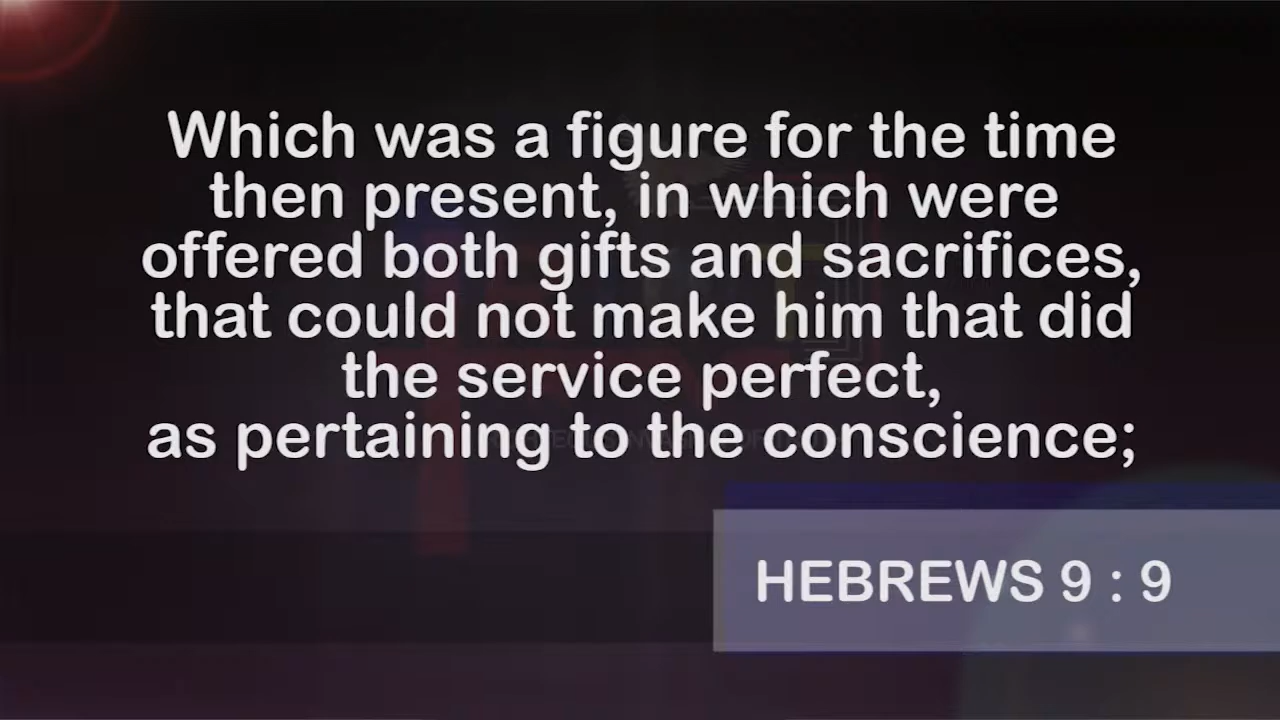 Which was a figure for the time
then present, in which were
offered both gifts and sacrifices,
that could not make him that did
the service perfect,
as pertaining to the conscience;
HEBREWS 9 : 9